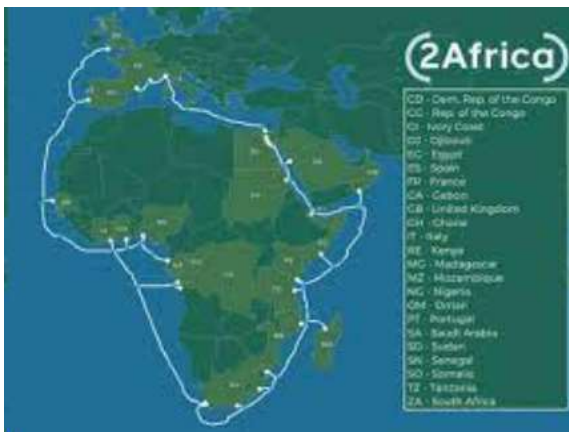 (2Africa)
CD - Dem. Rep. of the Congo
CG - Rep. of the Congo
CI - Ivory Coast
DJ - Djibouti
EG - Egypt
ES - Spain
FR - France
GA - Gabon
GB - United Kingdom
GH - Ghana
IT - Italy
KE - Kenya
MG - Madagascar
MZ - Mozambique
NG - Nigeria
OM - Oman
PT - Portugal
SA - Saudi Arabia
SD - Sudan
SN - Senegal
SO - Somalia
TZ - Tanzania
ZA - South Africa